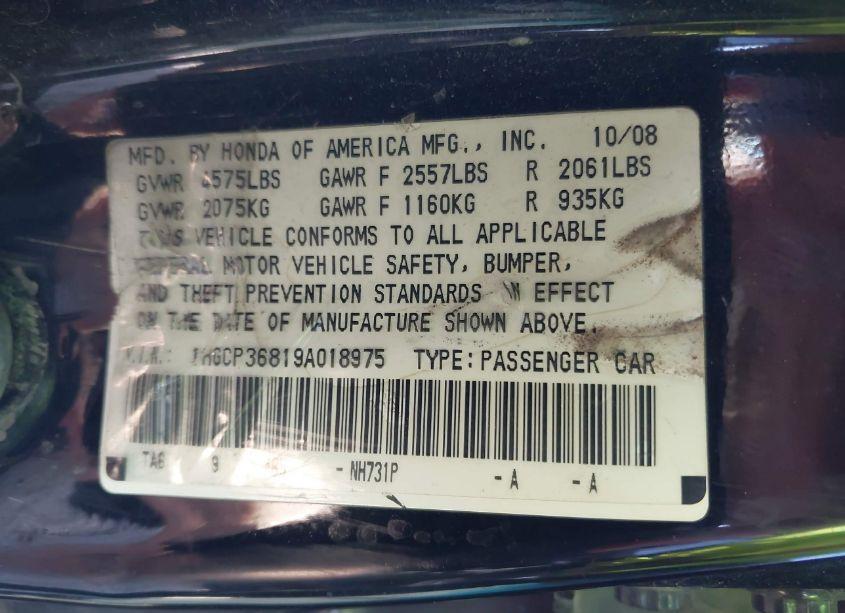 MFD. BY HONDA OF AMERICA MFG., INC. 10/08
GVWR 4575LBS GAWR F 2557LBS R 2061LBS
GVWR 2075KG GAWR F 1160KG R 935KG
THIS VEHICLE CONFORMS TO ALL APPLICABLE
FEDERAL MOTOR VEHICLE SAFETY, BUMPER,
AND THEFT PREVENTION STANDARDS IN EFFECT
ON THE DATE OF MANUFACTURE SHOWN ABOVE.
V.I.N.: 1HGCP36819A018975 TYPE: PASSENGER CAR
TA6 9 - NH731P - A - A